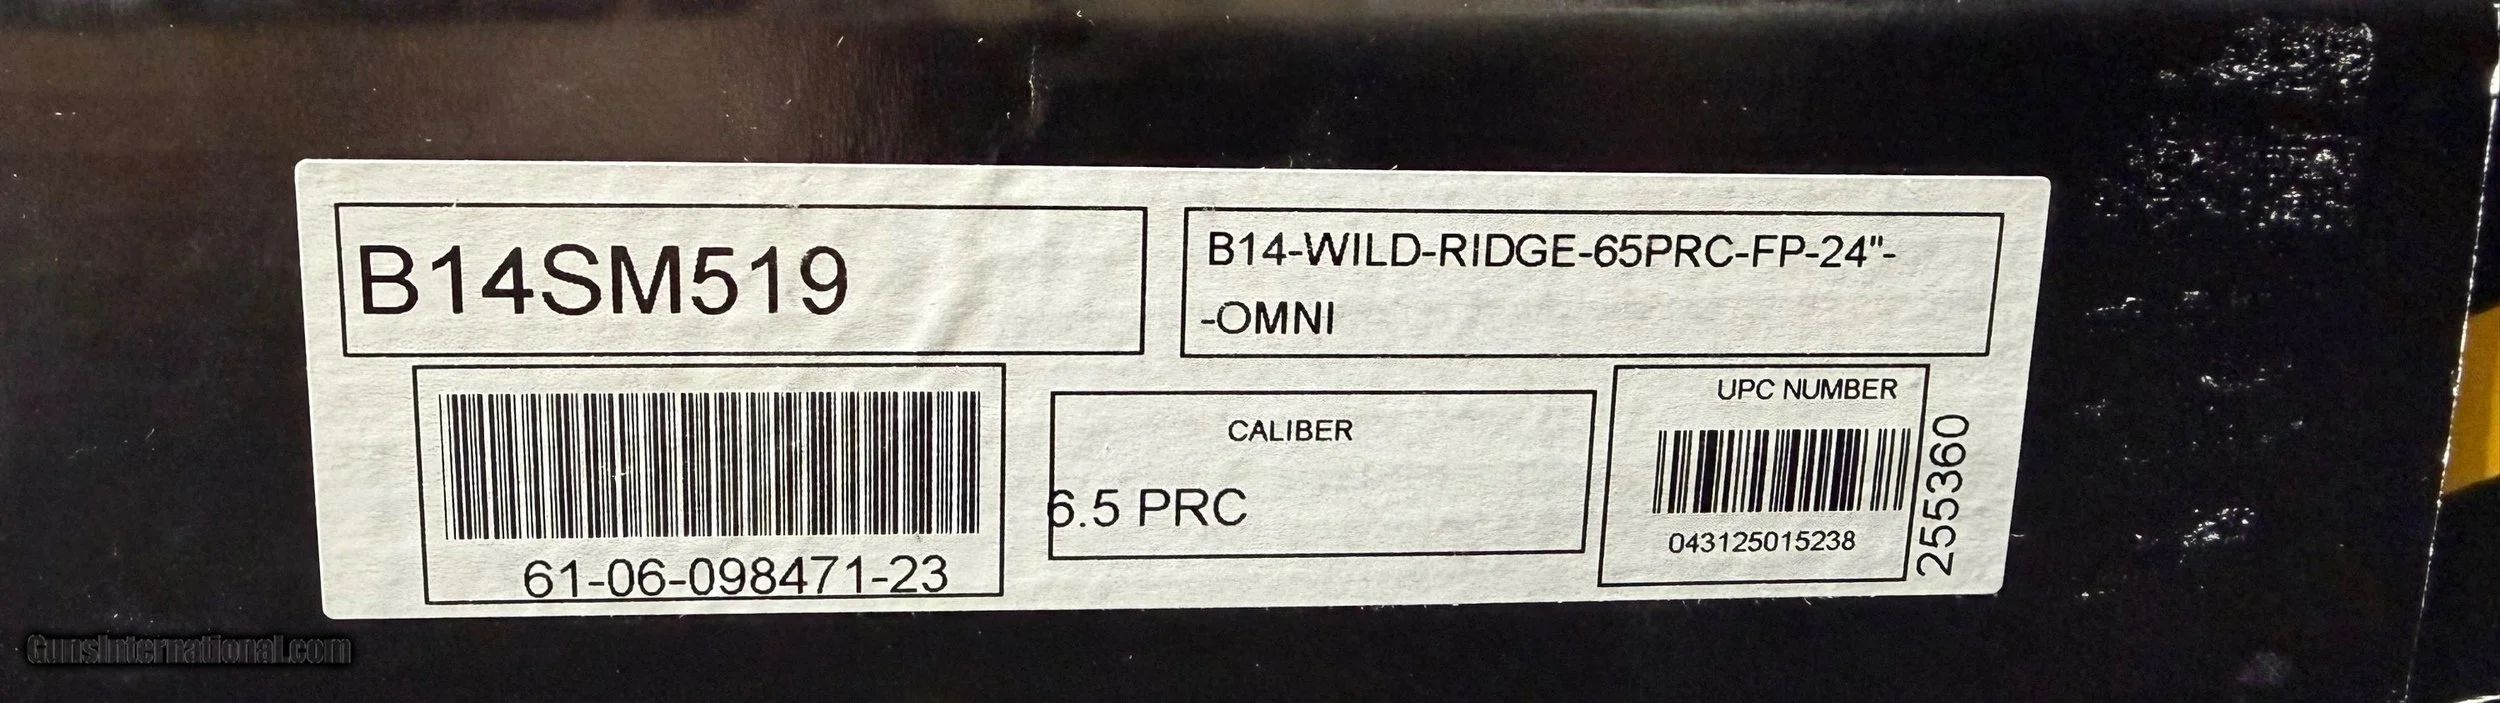 B14SM519
B14-WILD-RIDGE-65PRC-FP-24"-
-OMNI
61-06-098471-23
CALIBER
6.5 PRC
UPC NUMBER
043125015238
255360
GunsInternational.com